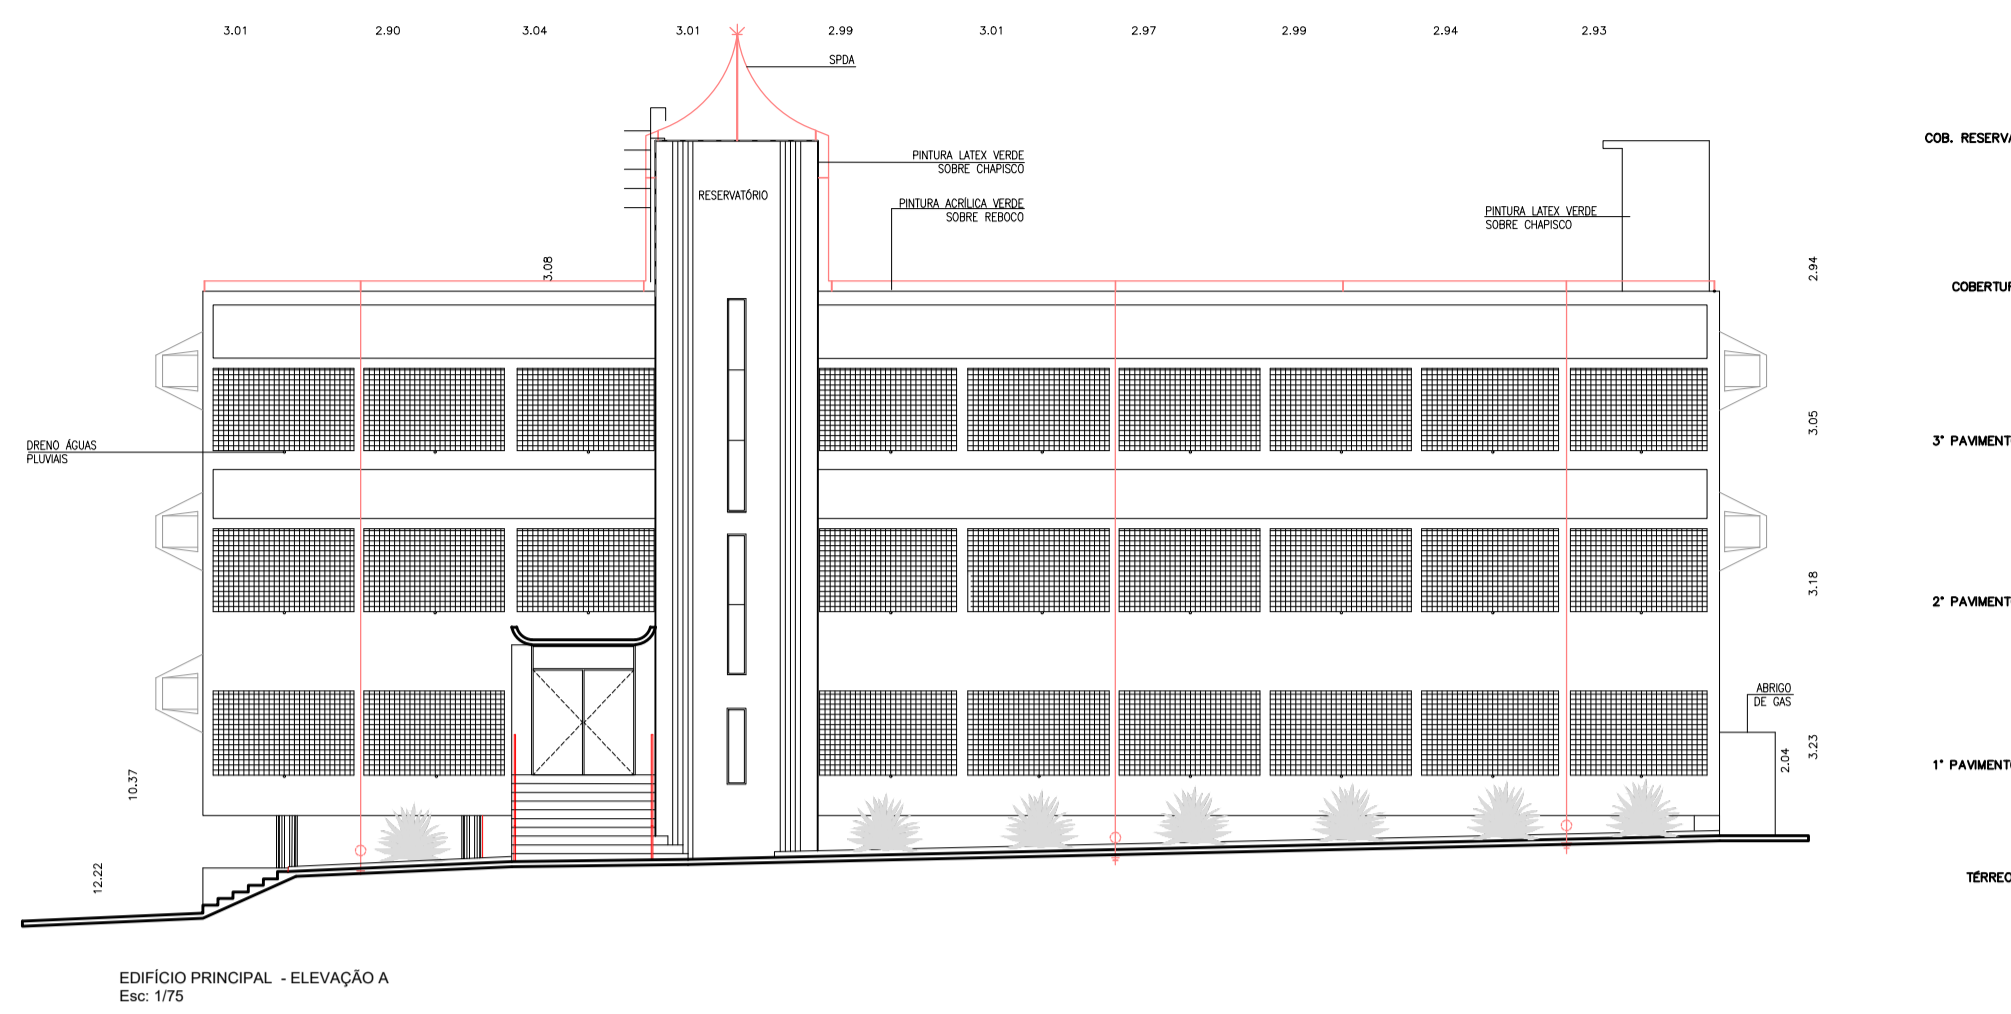 3.01 2.90 3.04 3.01 2.99 3.01 2.97 2.99 2.94 2.93
SPDA
COB. RESERVA
PINTURA LATEX VERDE
SOBRE CHAPISCO
RESERVATÓRIO
PINTURA ACRÍLICA VERDE
SOBRE REBOCO
PINTURA LATEX VERDE
SOBRE CHAPISCO
3.08
2.94
COBERTUR
3.05
DRENO ÁGUAS
PLUVIAIS
3° PAVIMENT
3.18
2° PAVIMENT
ABRIGO
DE GAS
3.23
2.04
1° PAVIMENT
10.37
12.22
TÉRREO
EDIFÍCIO PRINCIPAL - ELEVAÇÃO A
Esc: 1/75